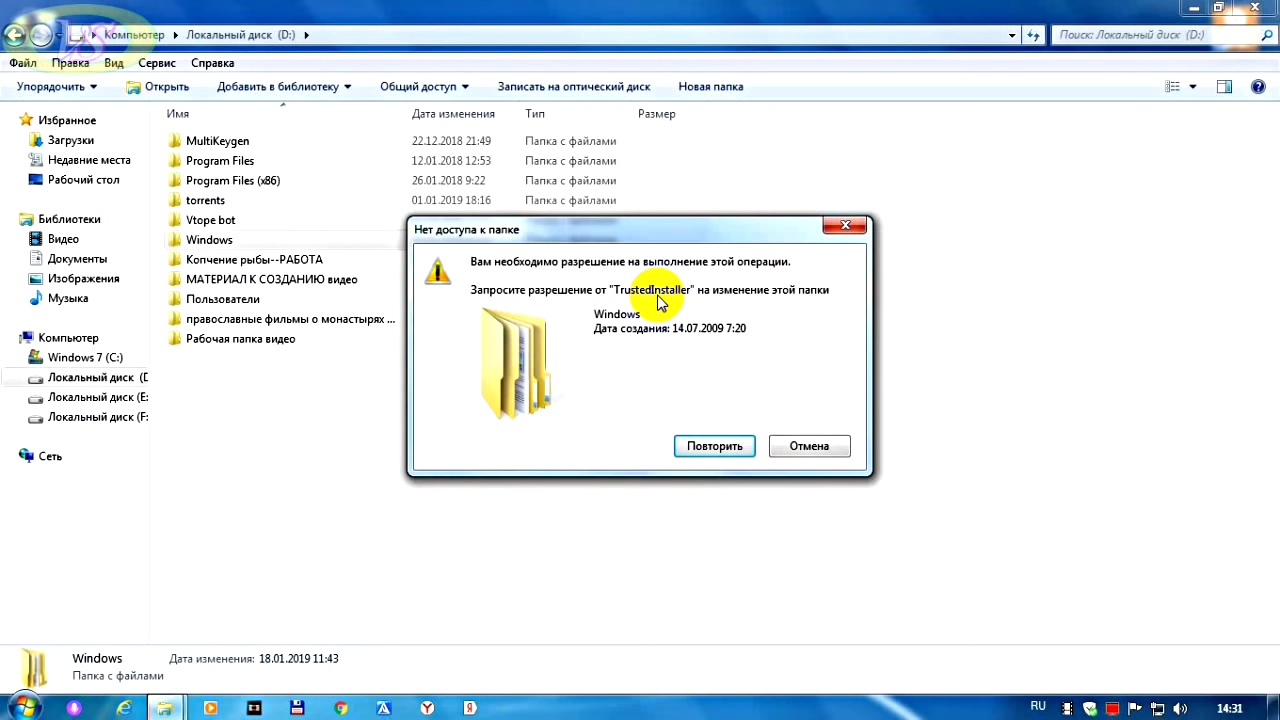 Компьютер ▸ Локальный диск (D:) ▸
Поиск: Локальный диск (D:)
Файл Правка Вид Сервис Справка
Упорядочить Открыть Добавить в библиотеку Общий доступ Записать на оптический диск Новая папка
Имя Дата изменения Тип Размер
Избранное
Загрузки
Недавние места
Рабочий стол
Библиотеки
Видео
Документы
Изображения
Музыка
Компьютер
Windows 7 (C:)
Локальный диск (D
Локальный диск (E:
Локальный диск (F:
Сеть
MultiKeygen 22.12.2018 21:49 Папка с файлами
Program Files 12.01.2018 12:53 Папка с файлами
Program Files (x86) 26.01.2018 9:22 Папка с файлами
torrents 01.01.2019 18:16 Папка с файлами
Vtope bot
Windows
Копчение рыбы--РАБОТА
МАТЕРИАЛ К СОЗДАНИЮ видео
Пользователи
православные фильмы о монастырях ...
Рабочая папка видео
Нет доступа к папке
Вам необходимо разрешение на выполнение этой операции.
Запросите разрешение от "TrustedInstaller" на изменение этой папки
Windows
Дата создания: 14.07.2009 7:20
Повторить Отмена
Windows Дата изменения: 18.01.2019 11:43
Папка с файлами
RU 14:31